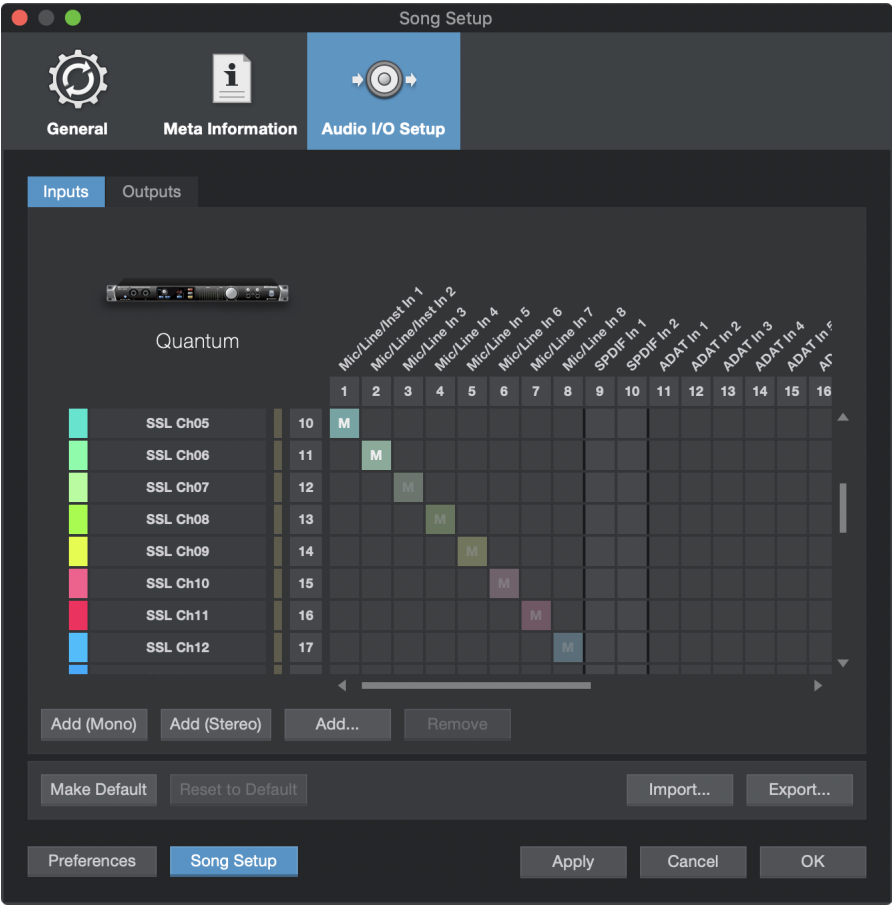 Song Setup
General
Meta Information
Audio I/O Setup
Inputs
Outputs
Quantum
Mic/Line/Inst In 1
Mic/Line/Inst In 2
Mic/Line In 3
Mic/Line In 4
Mic/Line In 5
Mic/Line In 6
Mic/Line In 7
Mic/Line In 8
SPDIF In 1
SPDIF In 2
ADAT In 1
ADAT In 2
ADAT In 3
ADAT In 4
ADAT In
1 2 3 4 5 6 7 8 9 10 11 12 13 14 15 16
SSL Ch05 10 M
SSL Ch06 11 M
SSL Ch07 12 M
SSL Ch08 13 M
SSL Ch09 14 M
SSL Ch10 15 M
SSL Ch11 16 M
SSL Ch12 17 M
Add (Mono)
Add (Stereo)
Add...
Remove
Make Default
Reset to Default
Import...
Export...
Preferences
Song Setup
Apply
Cancel
OK